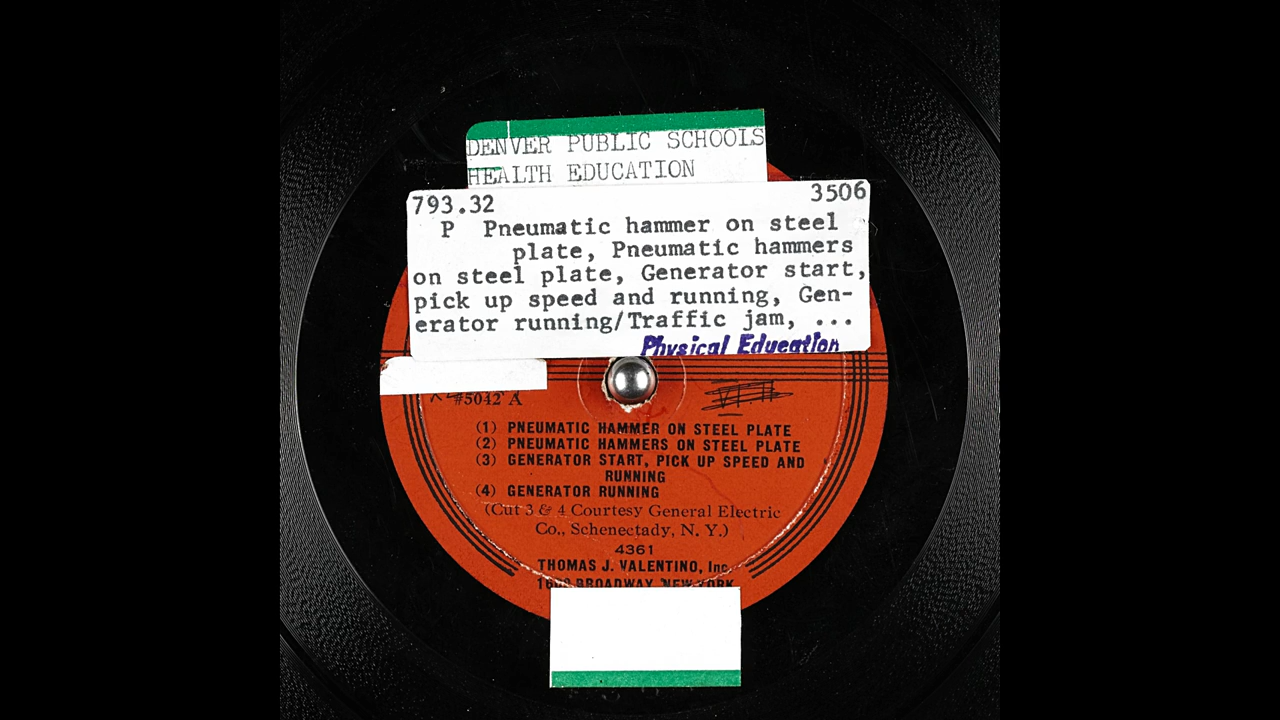 DENVER PUBLIC SCHOOLS
HEALTH EDUCATION
793.32 3506
P Pneumatic hammer on steel
plate, Pneumatic hammers
on steel plate, Generator start,
pick up speed and running, Gen-
erator running/Traffic jam, ...
Physical Education
#5042 A
(1) PNEUMATIC HAMMER ON STEEL PLATE
(2) PNEUMATIC HAMMERS ON STEEL PLATE
(3) GENERATOR START, PICK UP SPEED AND
RUNNING
(4) GENERATOR RUNNING
(Cut 3 & 4 Courtesy General Electric
Co., Schenectady, N. Y.)
4361
THOMAS J. VALENTINO, Inc.
BROADWAY NEW YORK